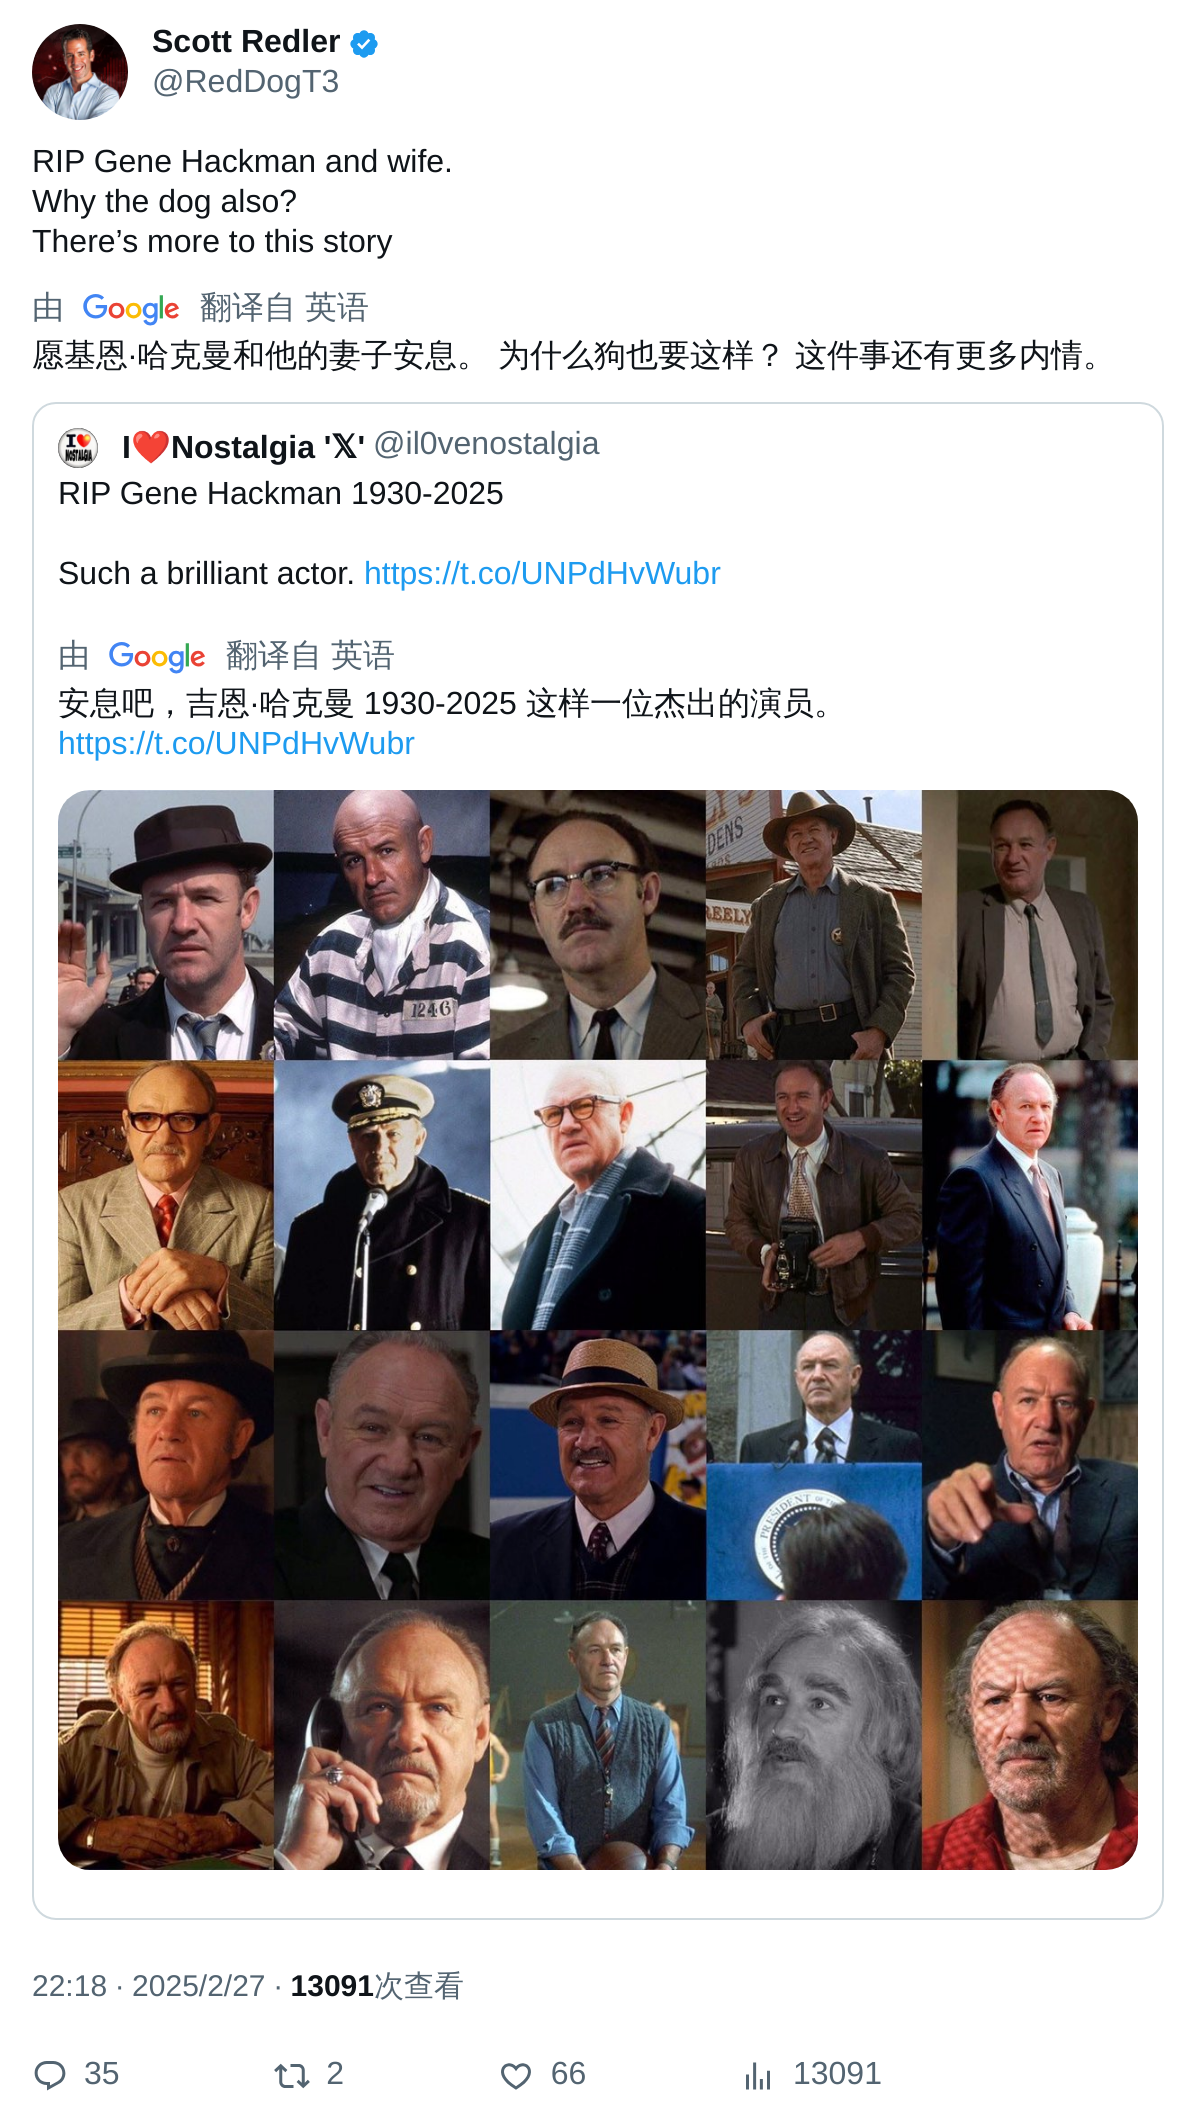 Scott Redler
@RedDogT3
RIP Gene Hackman and wife.
Why the dog also?
There’s more to this story
由 Google 翻译自 英语
愿基恩·哈克曼和他的妻子安息。 为什么狗也要这样？ 这件事还有更多内情。
I❤️Nostalgia '𝕏' @il0venostalgia
I❤️
NOSTALGIA
RIP Gene Hackman 1930-2025
Such a brilliant actor. https://t.co/UNPdHvWubr
由 Google 翻译自 英语
安息吧，吉恩·哈克曼 1930-2025 这样一位杰出的演员。
https://t.co/UNPdHvWubr
DENS
REELY
1246
PRESIDENT OF THE
OF THE
22:18 · 2025/2/27 · 13091次查看
35 2 66 13091